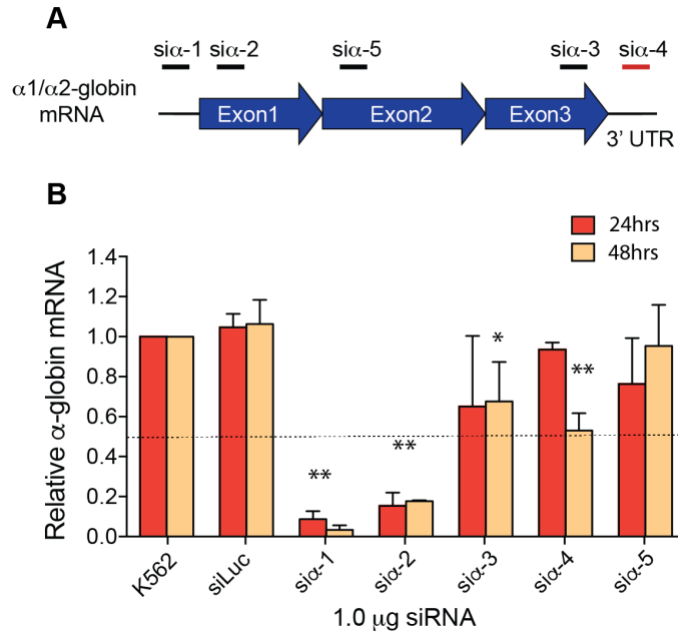 A
siα-1 siα-2 siα-5 siα-3 siα-4
α1/α2-globin
mRNA
Exon1 Exon2 Exon3
3' UTR
B
24hrs
48hrs
Relative α-globin mRNA
1.4
1.2
1.0
0.8
0.6
0.4
0.2
0.0
** ** * **
K562 siLuc siα-1 siα-2 siα-3 siα-4 siα-5
1.0 µg siRNA